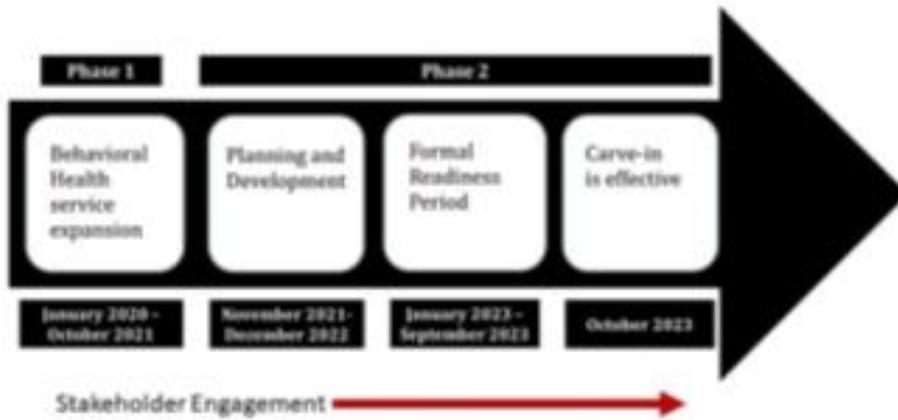 Phase 1
Phase 2
Behavioral
Health
service
expansion
Planning and
Development
Formal
Readiness
Period
Carve-in
is effective
January 2020 –
October 2021
November 2021-
December 2022
January 2023 –
September 2023
October 2023
Stakeholder Engagement